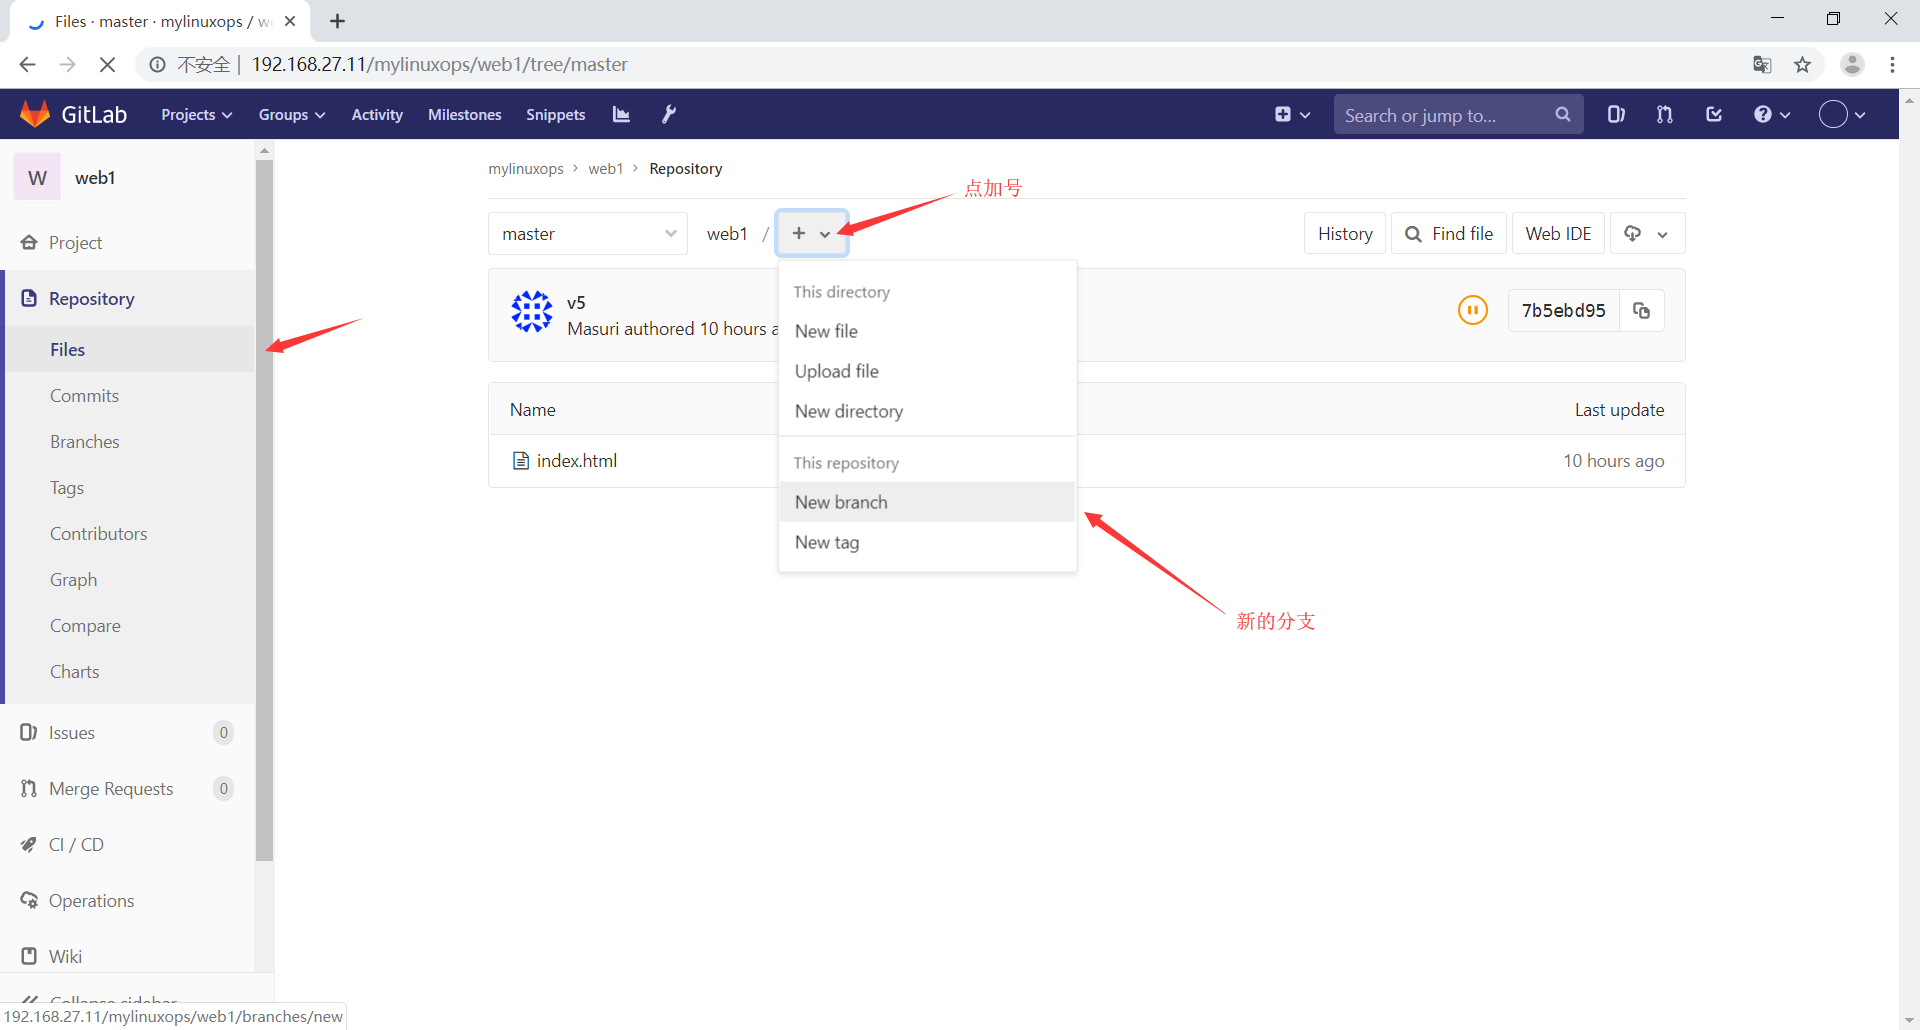 Files · master · mylinuxops / we
不安全 | 192.168.27.11/mylinuxops/web1/tree/master
GitLab Projects Groups Activity Milestones Snippets Search or jump to...
W web1
Project
Repository
Files
Commits
Branches
Tags
Contributors
Graph
Compare
Charts
Issues 0
Merge Requests 0
CI / CD
Operations
Wiki
Collapse sidebar
192.168.27.11/mylinuxops/web1/branches/new
mylinuxops > web1 > Repository
点加号
master web1 / + History Find file Web IDE
v5
Masuri authored 10 hours a
7b5ebd95
This directory
New file
Upload file
New directory
This repository
New branch
New tag
Name Last update
index.html 10 hours ago
新的分支